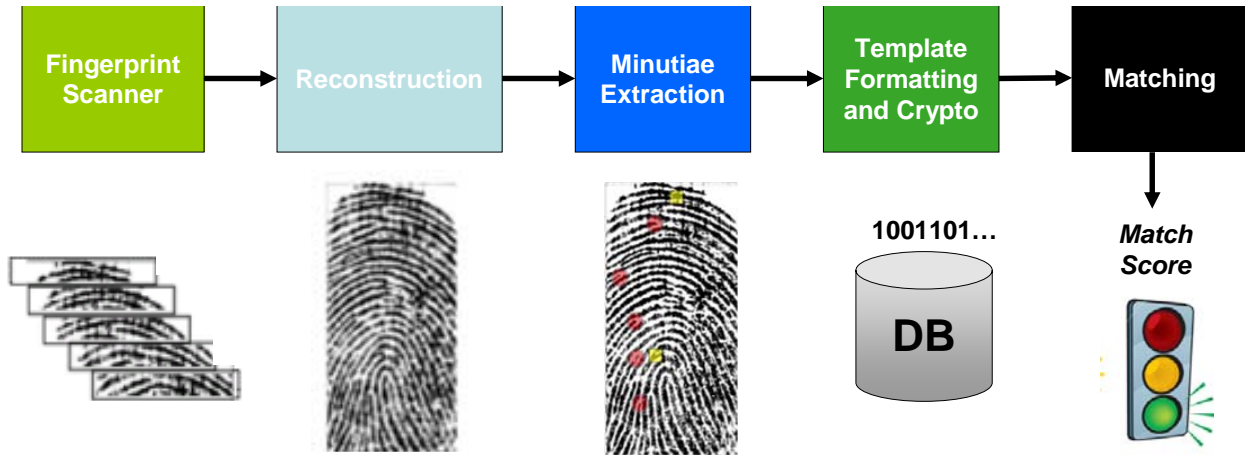 Fingerprint
Scanner
Reconstruction
Minutiae
Extraction
Template
Formatting
and Crypto
Matching
1001101…
DB
Match
Score